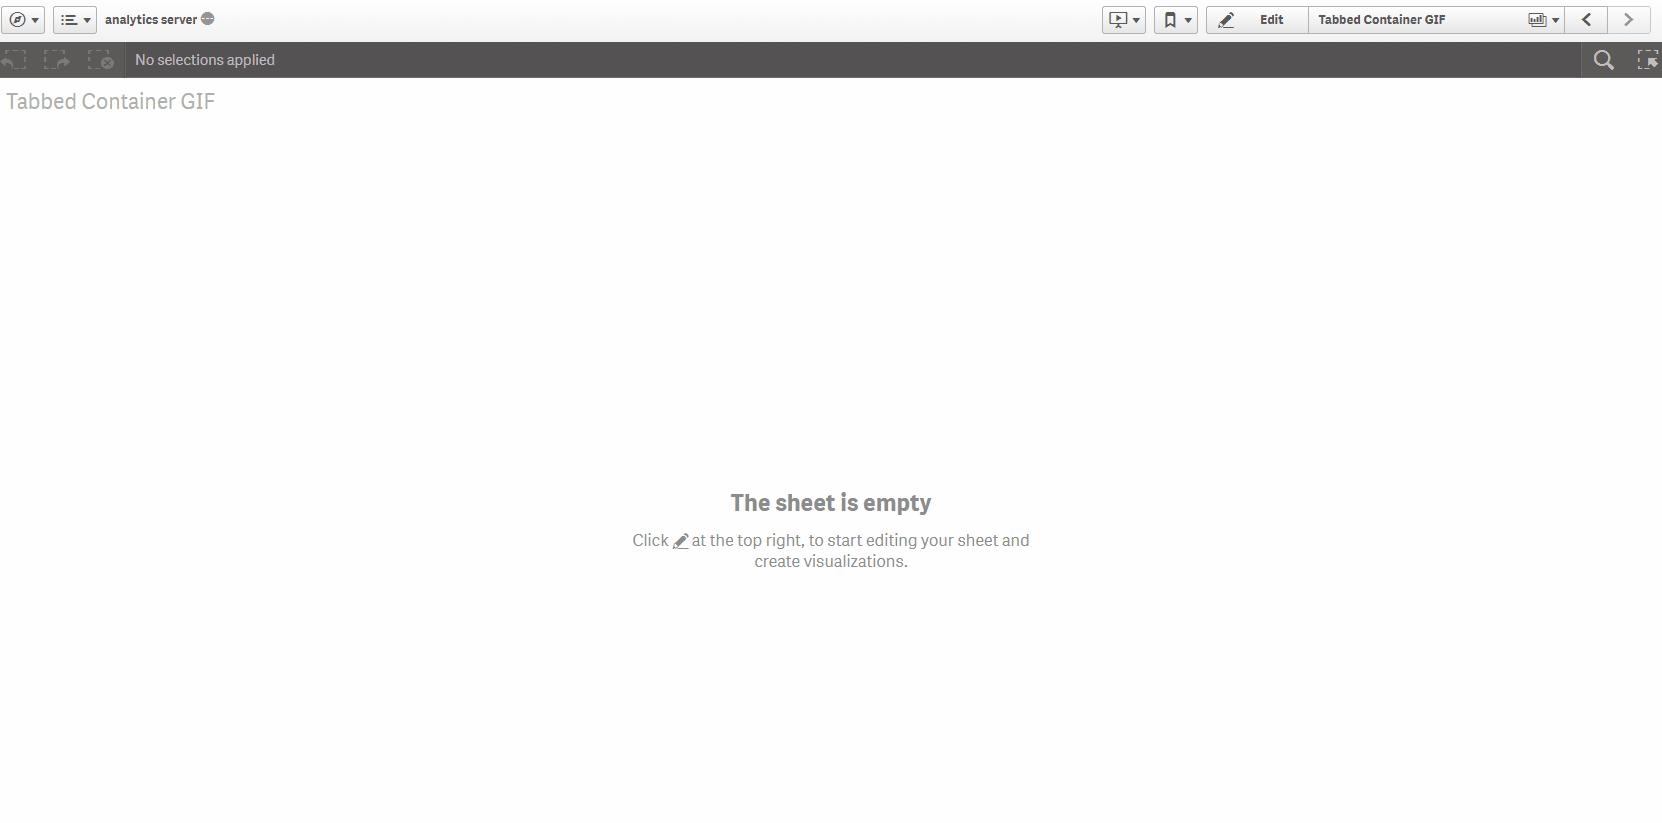 analytics server
Edit
Tabbed Container GIF
No selections applied
Tabbed Container GIF
The sheet is empty
Click at the top right, to start editing your sheet and
create visualizations.